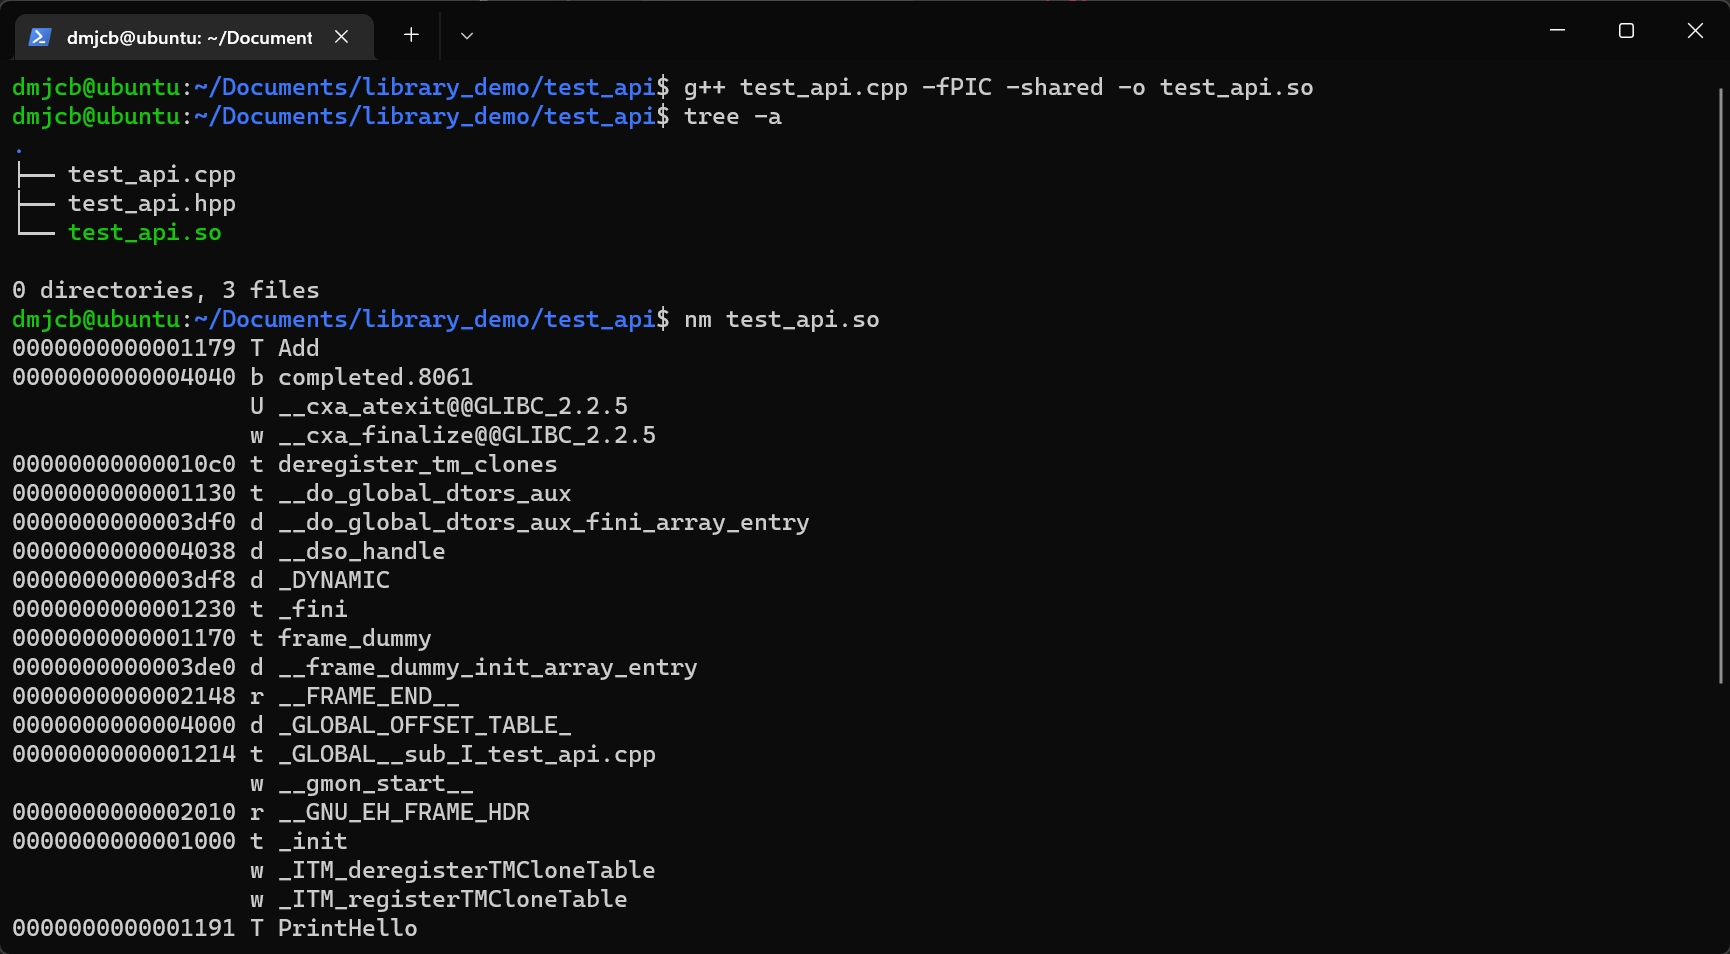 dmjcb@ubuntu: ~/Document
dmjcb@ubuntu:~/Documents/library_demo/test_api$ g++ test_api.cpp -fPIC -shared -o test_api.so
dmjcb@ubuntu:~/Documents/library_demo/test_api$ tree -a
.
├── test_api.cpp
├── test_api.hpp
└── test_api.so
0 directories, 3 files
dmjcb@ubuntu:~/Documents/library_demo/test_api$ nm test_api.so
0000000000001179 T Add
0000000000004040 b completed.8061
U __cxa_atexit@@GLIBC_2.2.5
w __cxa_finalize@@GLIBC_2.2.5
00000000000010c0 t deregister_tm_clones
0000000000001130 t __do_global_dtors_aux
0000000000003df0 d __do_global_dtors_aux_fini_array_entry
0000000000004038 d __dso_handle
0000000000003df8 d _DYNAMIC
0000000000001230 t _fini
0000000000001170 t frame_dummy
0000000000003de0 d __frame_dummy_init_array_entry
0000000000002148 r __FRAME_END__
0000000000004000 d _GLOBAL_OFFSET_TABLE_
0000000000001214 t _GLOBAL__sub_I_test_api.cpp
w __gmon_start__
0000000000002010 r __GNU_EH_FRAME_HDR
0000000000001000 t _init
w _ITM_deregisterTMCloneTable
w _ITM_registerTMCloneTable
0000000000001191 T PrintHello